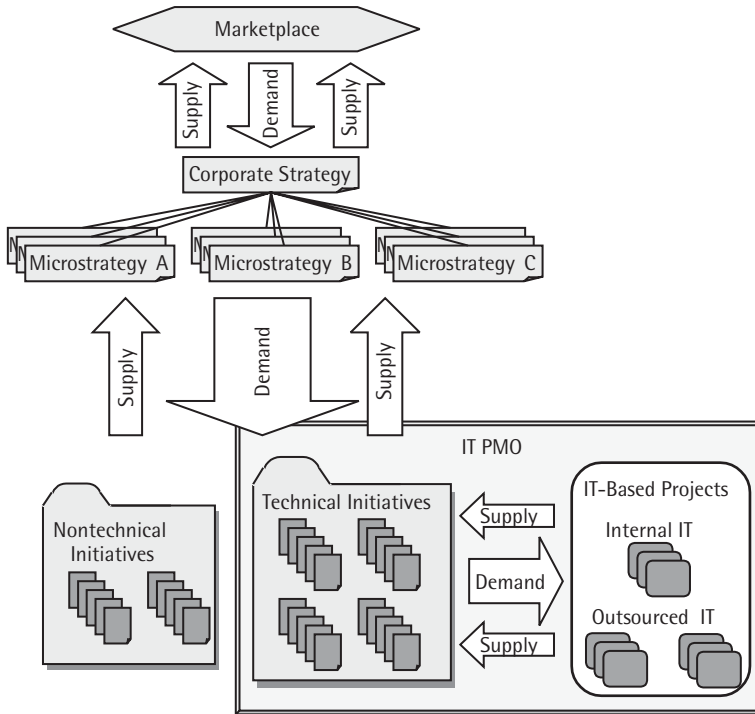 Marketplace
Supply
Demand
Supply
Corporate Strategy
N
N
Microstrategy A
N
N
Microstrategy B
N
N
Microstrategy C
Supply
Demand
Supply
IT PMO
Nontechnical
Initiatives
Technical Initiatives
Supply
Demand
Supply
IT-Based Projects
Internal IT
Outsourced IT